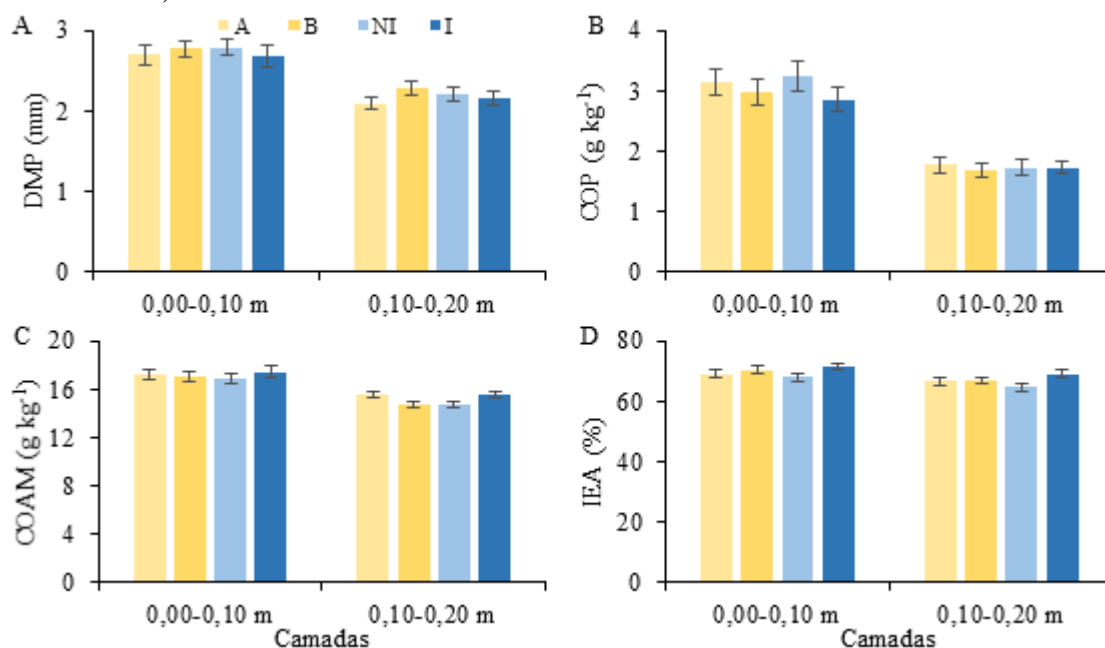 )
A
A B NI I
DMP (mm)
3
2
1
0
0,00-0,10 m 0,10-0,20 m
B
COP (g kg-1)
4
3
2
1
0
0,00-0,10 m 0,10-0,20 m
C
COAM (g kg-1)
20
16
12
8
4
0
0,00-0,10 m 0,10-0,20 m
Camadas
D
IEA (%)
80
60
40
20
0
0,00-0,10 m 0,10-0,20 m
Camadas